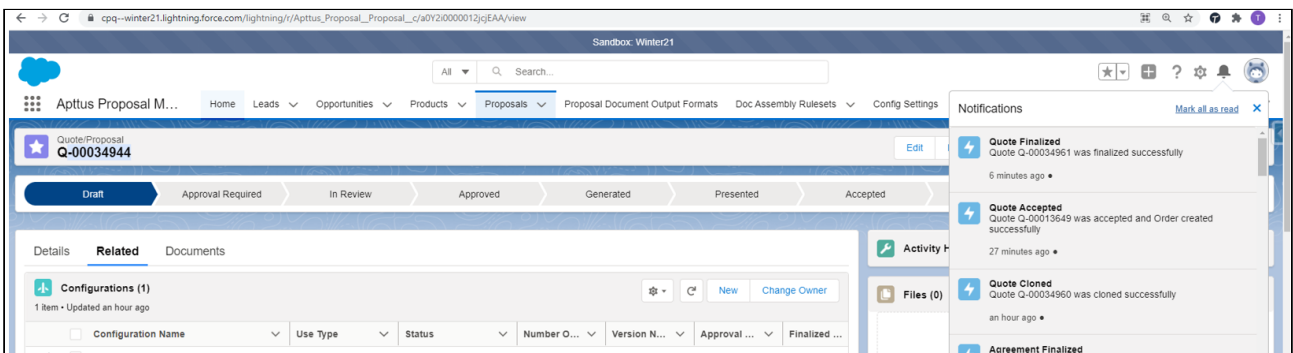 cpq--winter21.lightning.force.com/lightning/r/Apttus_Proposal__Proposal__c/a0Y2i0000012jcjEAA/view
T
Sandbox: Winter21
All
Search...
Apttus Proposal M...
Home
Leads
Opportunities
Products
Proposals
Proposal Document Output Formats
Doc Assembly Rulesets
Config Settings
Quote/Proposal
Q-00034944
Edit
Draft
Approval Required
In Review
Approved
Generated
Presented
Accepted
Details
Related
Documents
Configurations (1)
1 item • Updated an hour ago
New
Change Owner
Configuration Name
Use Type
Status
Number O...
Version N...
Approval ...
Finalized ...
Activity H
Files (0)
Notifications
Mark all as read
Quote Finalized
Quote Q-00034961 was finalized successfully
6 minutes ago •
Quote Accepted
Quote Q-00013649 was accepted and Order created
successfully
27 minutes ago •
Quote Cloned
Quote Q-00034960 was cloned successfully
an hour ago •
Agreement Finalized